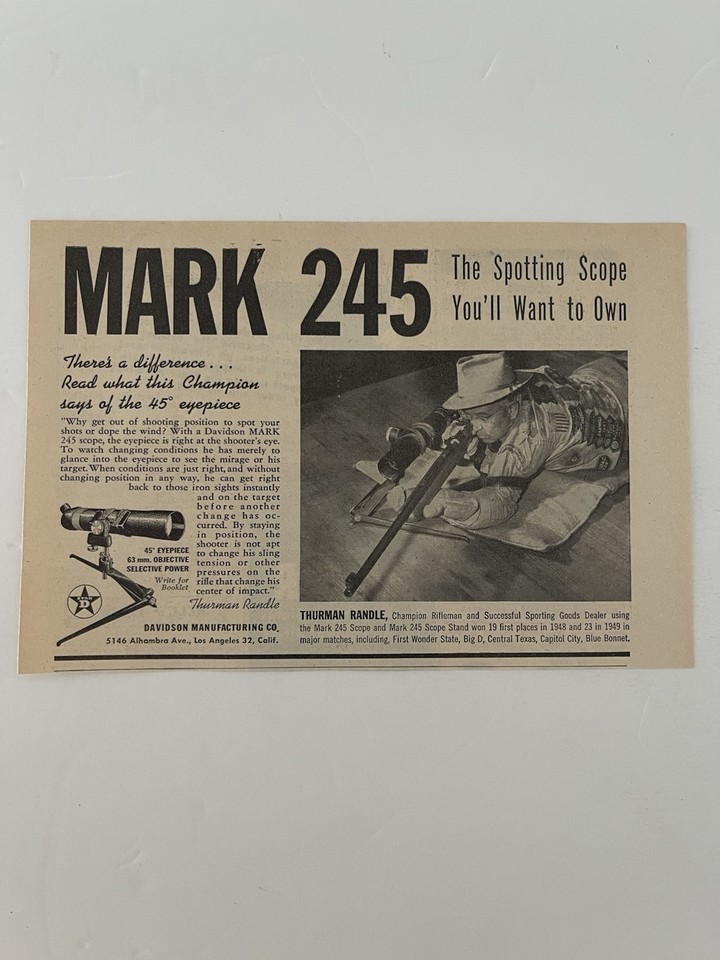 MARK 245
The Spotting Scope
You'll Want to Own
There's a difference . . .
Read what this Champion
says of the 45° eyepiece
"Why get out of shooting position to spot your
shots or dope the wind? With a Davidson MARK
245 scope, the eyepiece is right at the shooter's eye.
To watch changing conditions he has merely to
glance into the eyepiece to see the mirage or his
target. When conditions are just right, and without
changing position in any way, he can get right
back to those iron sights instantly
and on the target
before another
change has oc-
curred. By staying
in position, the
shooter is not apt
to change his sling
tension or other
pressures on the
rifle that change his
center of impact."
Thurman Randle
45° EYEPIECE
63 mm. OBJECTIVE
SELECTIVE POWER
Write for
Booklet
D
DAVIDSON MANUFACTURING CO.
5146 Alhambra Ave., Los Angeles 32, Calif.
THURMAN RANDLE, Champion Rifleman and Successful Sporting Goods Dealer using
the Mark 245 Scope and Mark 245 Scope Stand won 19 first places in 1948 and 23 in 1949 in
major matches, including, First Wonder State, Big D, Central Texas, Capitol City, Blue Bonnet.